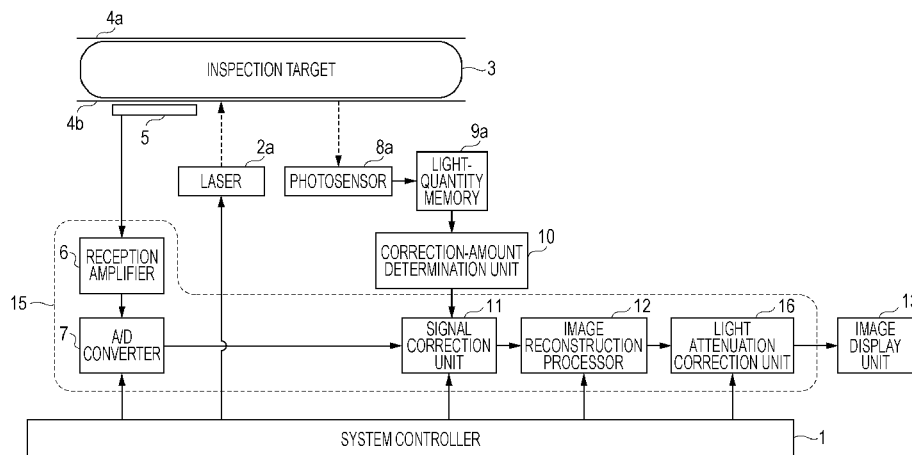 4a
INSPECTION TARGET
3
4b
5
2a
8a
9a
LASER
PHOTOSENSOR
LIGHT-
QUANTITY
MEMORY
10
6
RECEPTION
AMPLIFIER
CORRECTION-AMOUNT
DETERMINATION UNIT
15
11
12
16
13
7
A/D
CONVERTER
SIGNAL
CORRECTION
UNIT
IMAGE
RECONSTRUCTION
PROCESSOR
LIGHT
ATTENUATION
CORRECTION UNIT
IMAGE
DISPLAY
UNIT
SYSTEM CONTROLLER
1